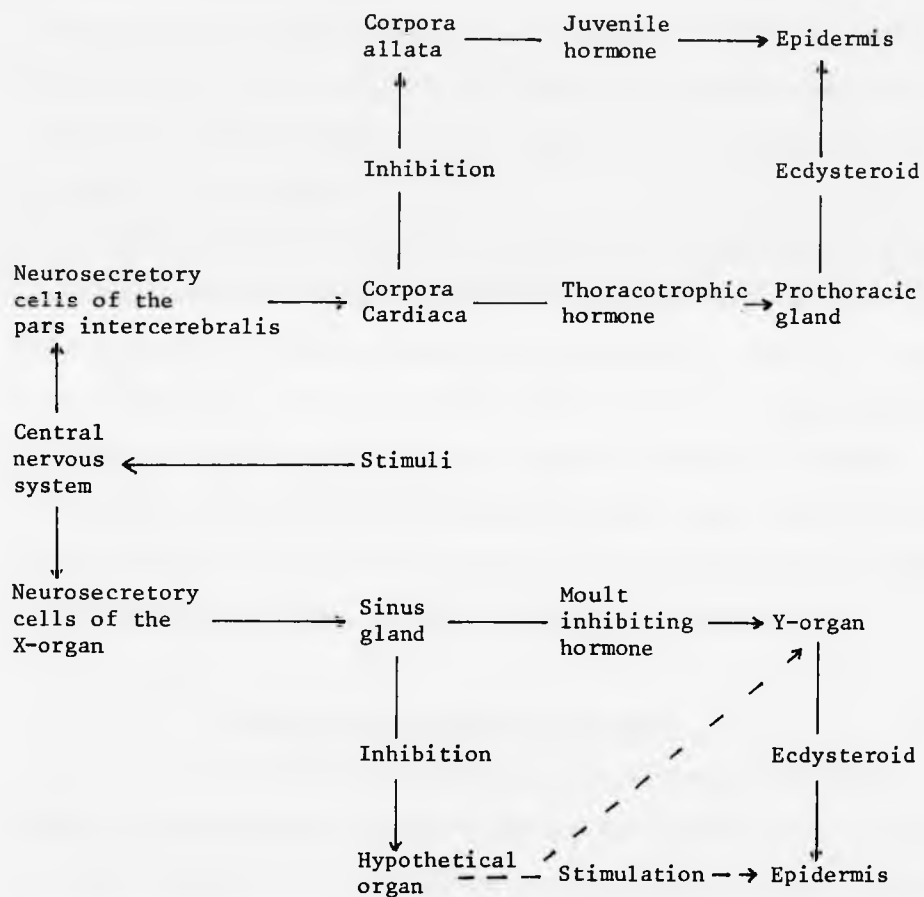 Corpora
allata
Juvenile
hormone
Epidermis
Inhibition
Ecdysteroid
Neurosecretory
cells of the
pars intercerebralis
Corpora
Cardiaca
Thoracotrophic
hormone
Prothoracic
gland
Central
nervous
system
Stimuli
Neurosecretory
cells of the
X-organ
Sinus
gland
Moult
inhibiting
hormone
Y-organ
Inhibition
Ecdysteroid
Hypothetical
organ
Stimulation
Epidermis